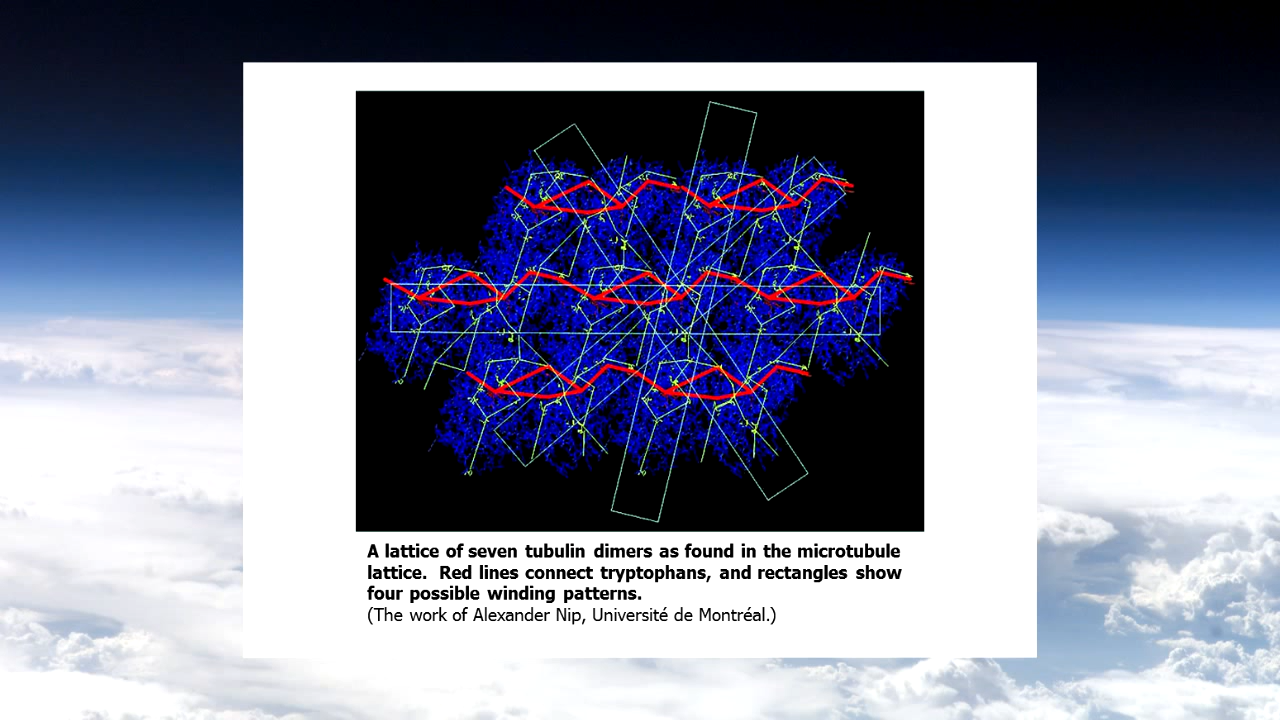 A lattice of seven tubulin dimers as found in the microtubule
lattice. Red lines connect tryptophans, and rectangles show
four possible winding patterns.
(The work of Alexander Nip, Université de Montréal.)